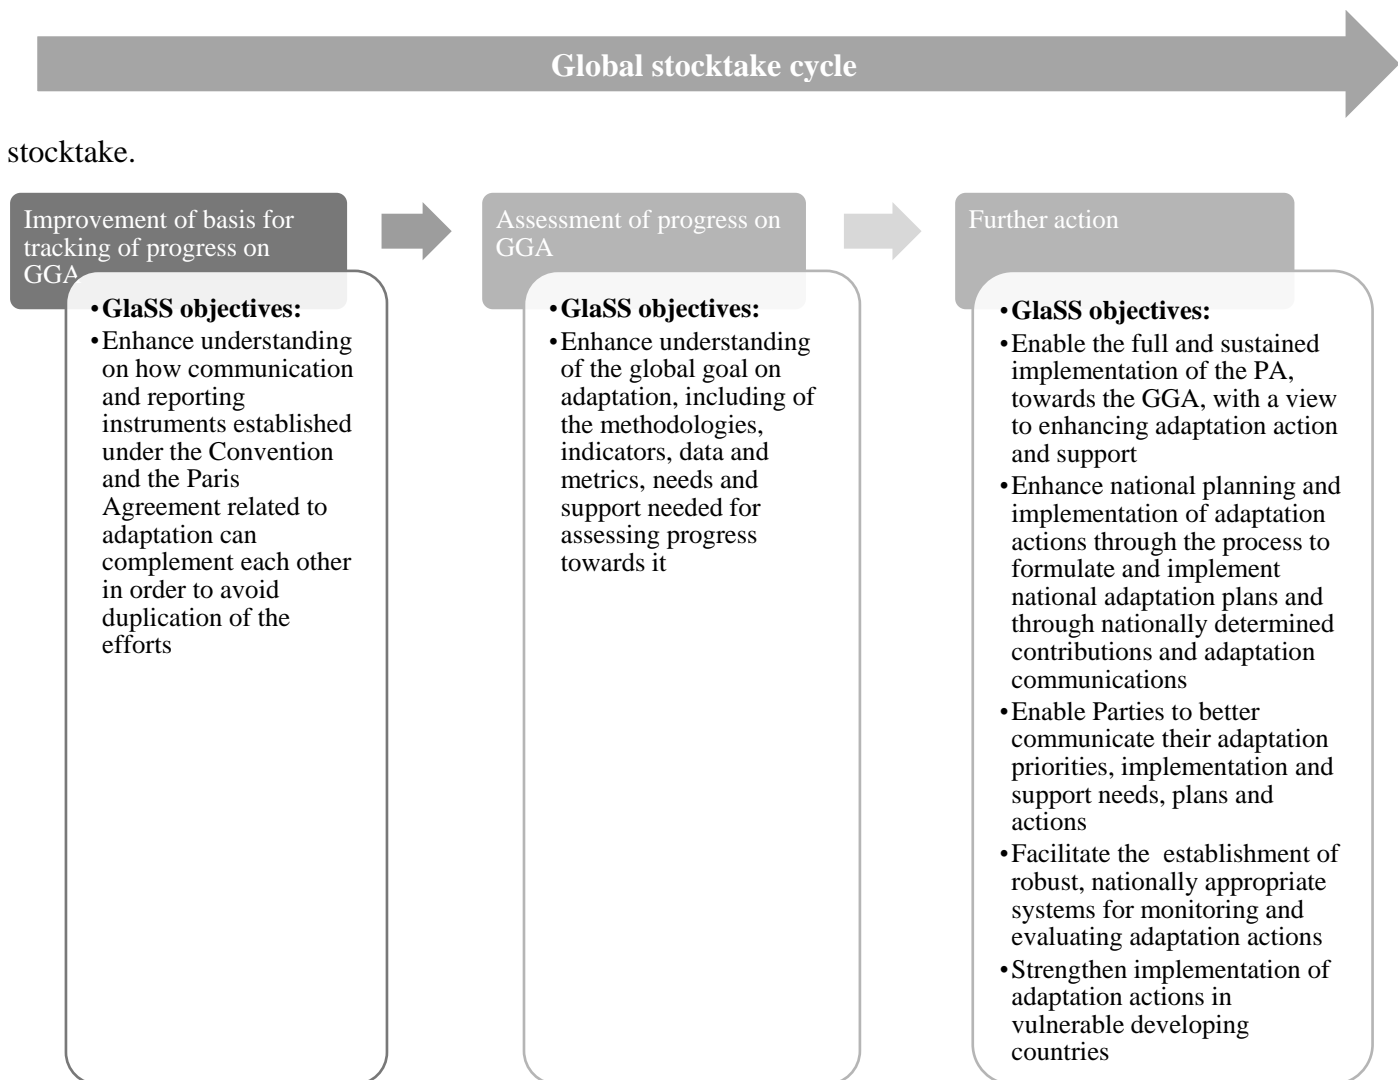 Global stocktake cycle
stocktake.
Improvement of basis for
tracking of progress on
GGA
•GlaSS objectives:
•Enhance understanding
on how communication
and reporting
instruments established
under the Convention
and the Paris
Agreement related to
adaptation can
complement each other
in order to avoid
duplication of the
efforts
Assessment of progress on
GGA
•GlaSS objectives:
•Enhance understanding
of the global goal on
adaptation, including of
the methodologies,
indicators, data and
metrics, needs and
support needed for
assessing progress
towards it
Further action
•GlaSS objectives:
•Enable the full and sustained
implementation of the PA,
towards the GGA, with a view
to enhancing adaptation action
and support
•Enhance national planning and
implementation of adaptation
actions through the process to
formulate and implement
national adaptation plans and
through nationally determined
contributions and adaptation
communications
•Enable Parties to better
communicate their adaptation
priorities, implementation and
support needs, plans and
actions
•Facilitate the  establishment of
robust, nationally appropriate
systems for monitoring and
evaluating adaptation actions
•Strengthen implementation of
adaptation actions in
vulnerable developing
countries